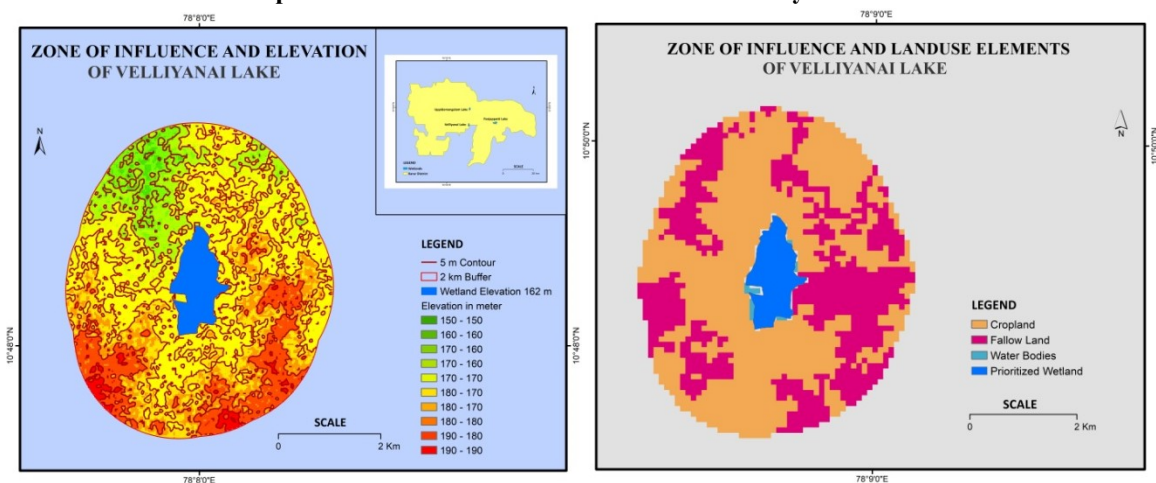 78°8'0"E
ZONE OF INFLUENCE AND ELEVATION
OF VELLIYANAI LAKE
N
LEGEND
SCALE
10°48'0"N
LEGEND
5 m Contour
2 km Buffer
Wetland Elevation 162 m
Elevation in meter
150 - 150
160 - 160
170 - 160
170 - 160
170 - 170
180 - 170
180 - 170
180 - 180
190 - 180
190 - 190
SCALE
0 2 Km
78°8'0"E
78°9'0"E
ZONE OF INFLUENCE AND LANDUSE ELEMENTS
OF VELLIYANAI LAKE
N
10°50'0"N
10°50'0"N
LEGEND
Cropland
Fallow Land
Water Bodies
Prioritized Wetland
SCALE
0 2 Km
78°9'0"E